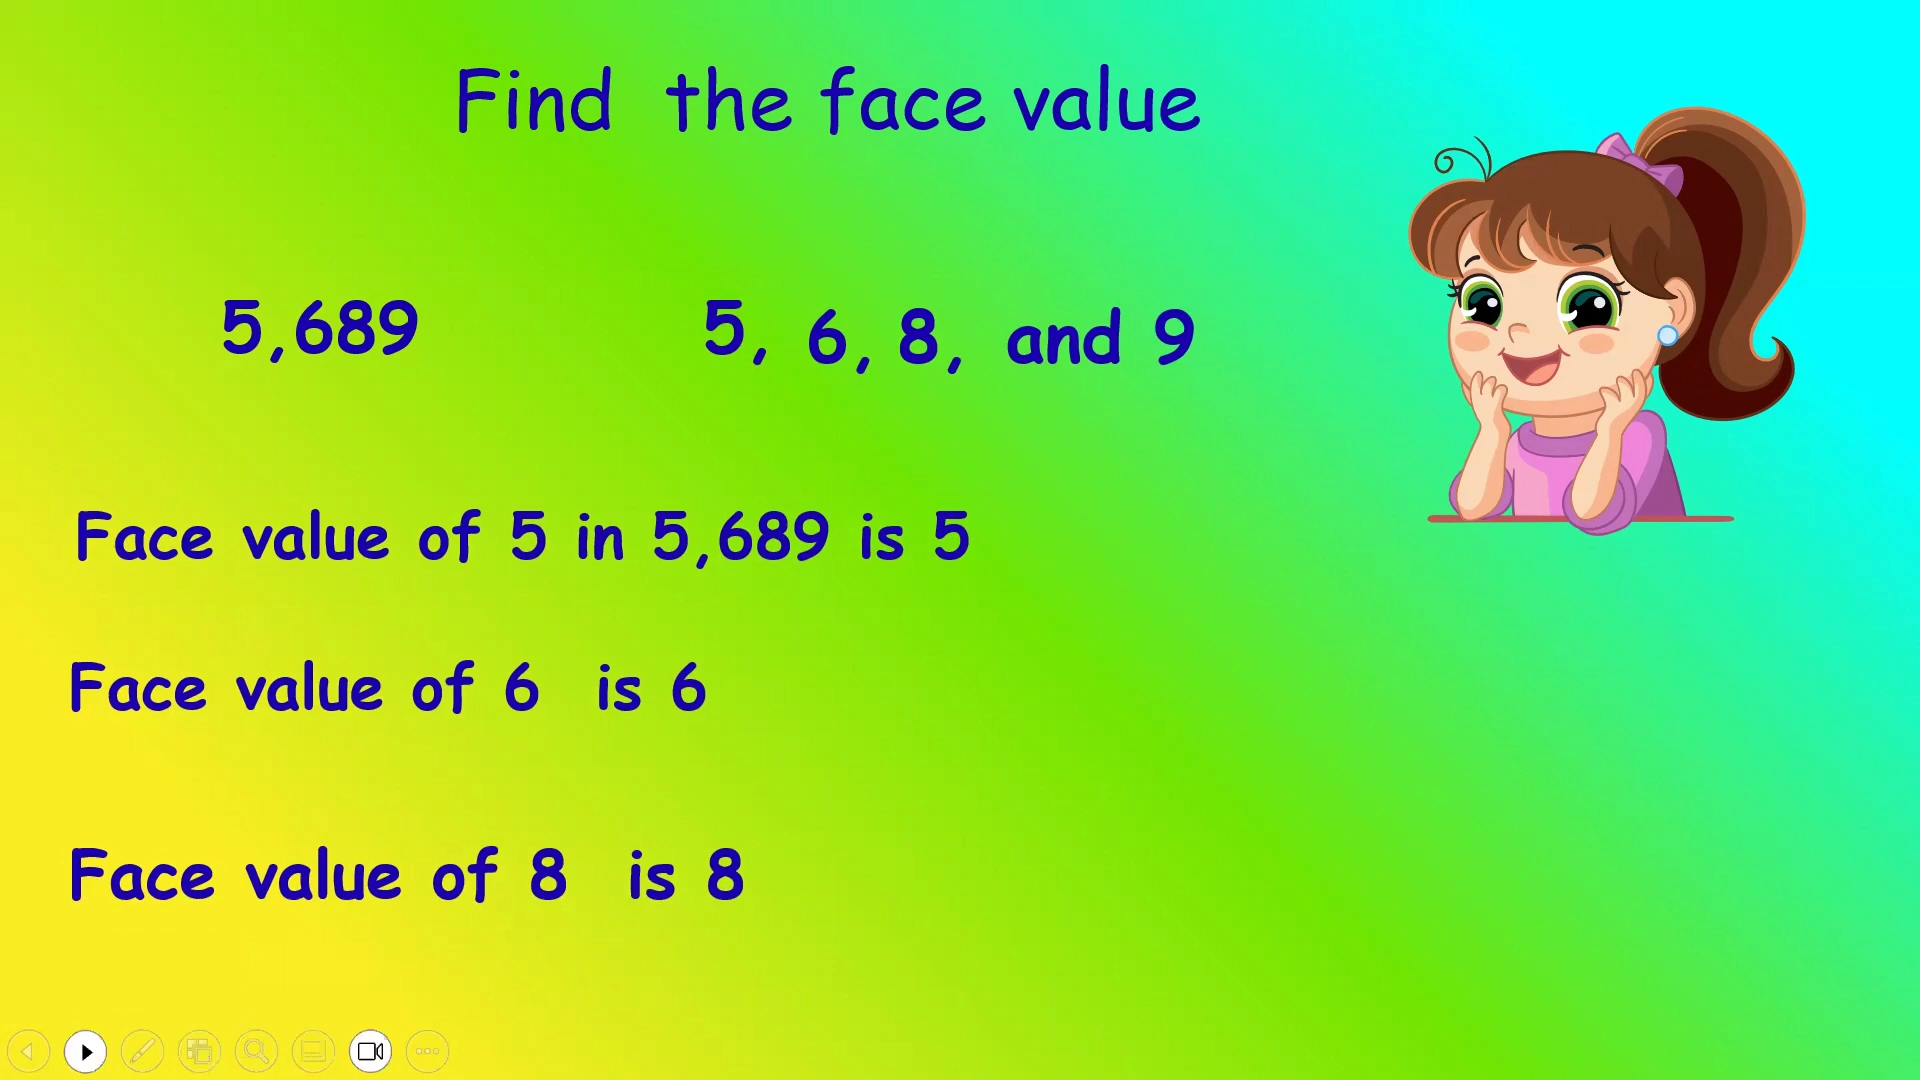 Find the face value
5,689 5, 6, 8, and 9
Face value of 5 in 5,689 is 5
Face value of 6 is 6
Face value of 8 is 8